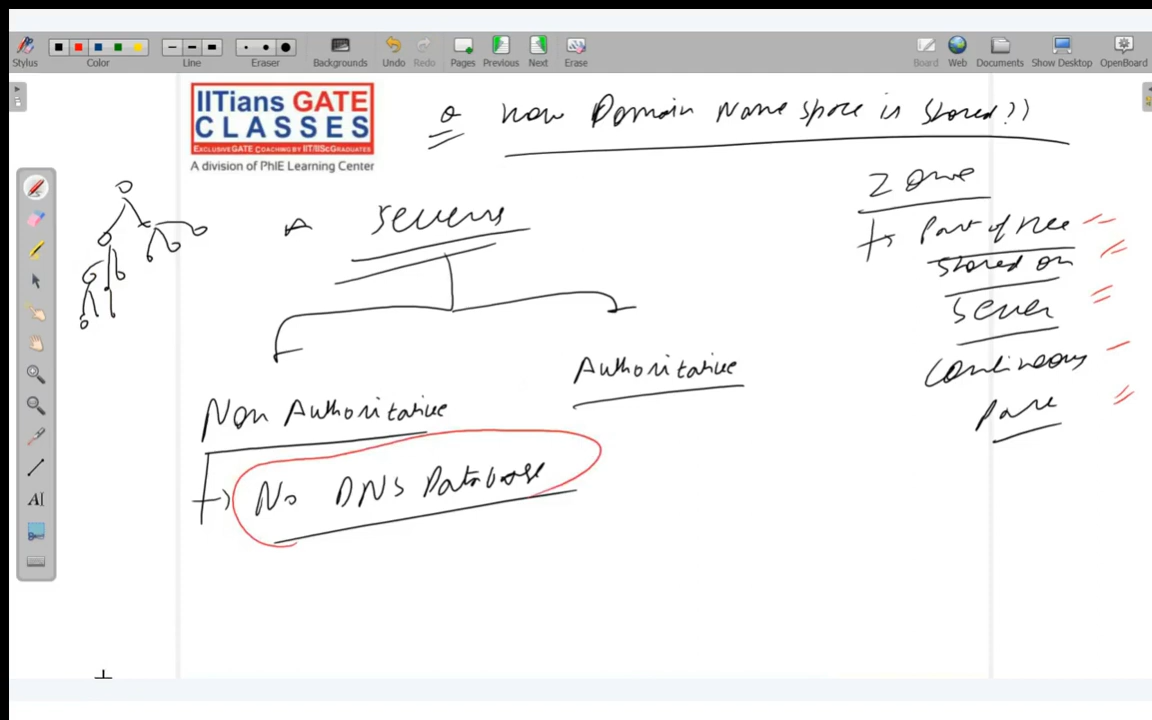 Stylus
Color
Line
Eraser
Backgrounds
Undo
Redo
Pages
Previous
Next
Erase
Board
Web
Documents
Show Desktop
OpenBoard
IITians GATE
CLASSES
EXCLUSIVE GATE COACHING BY IIT/IISc GRADUATES
A division of PhIE Learning Center
Q How Domain Name Space is Stored??
Zone
Part of Tree
Stored on
Server
Continuous
Part
Servers
Authoritative
Non Authoritative
No DNS Database
AI